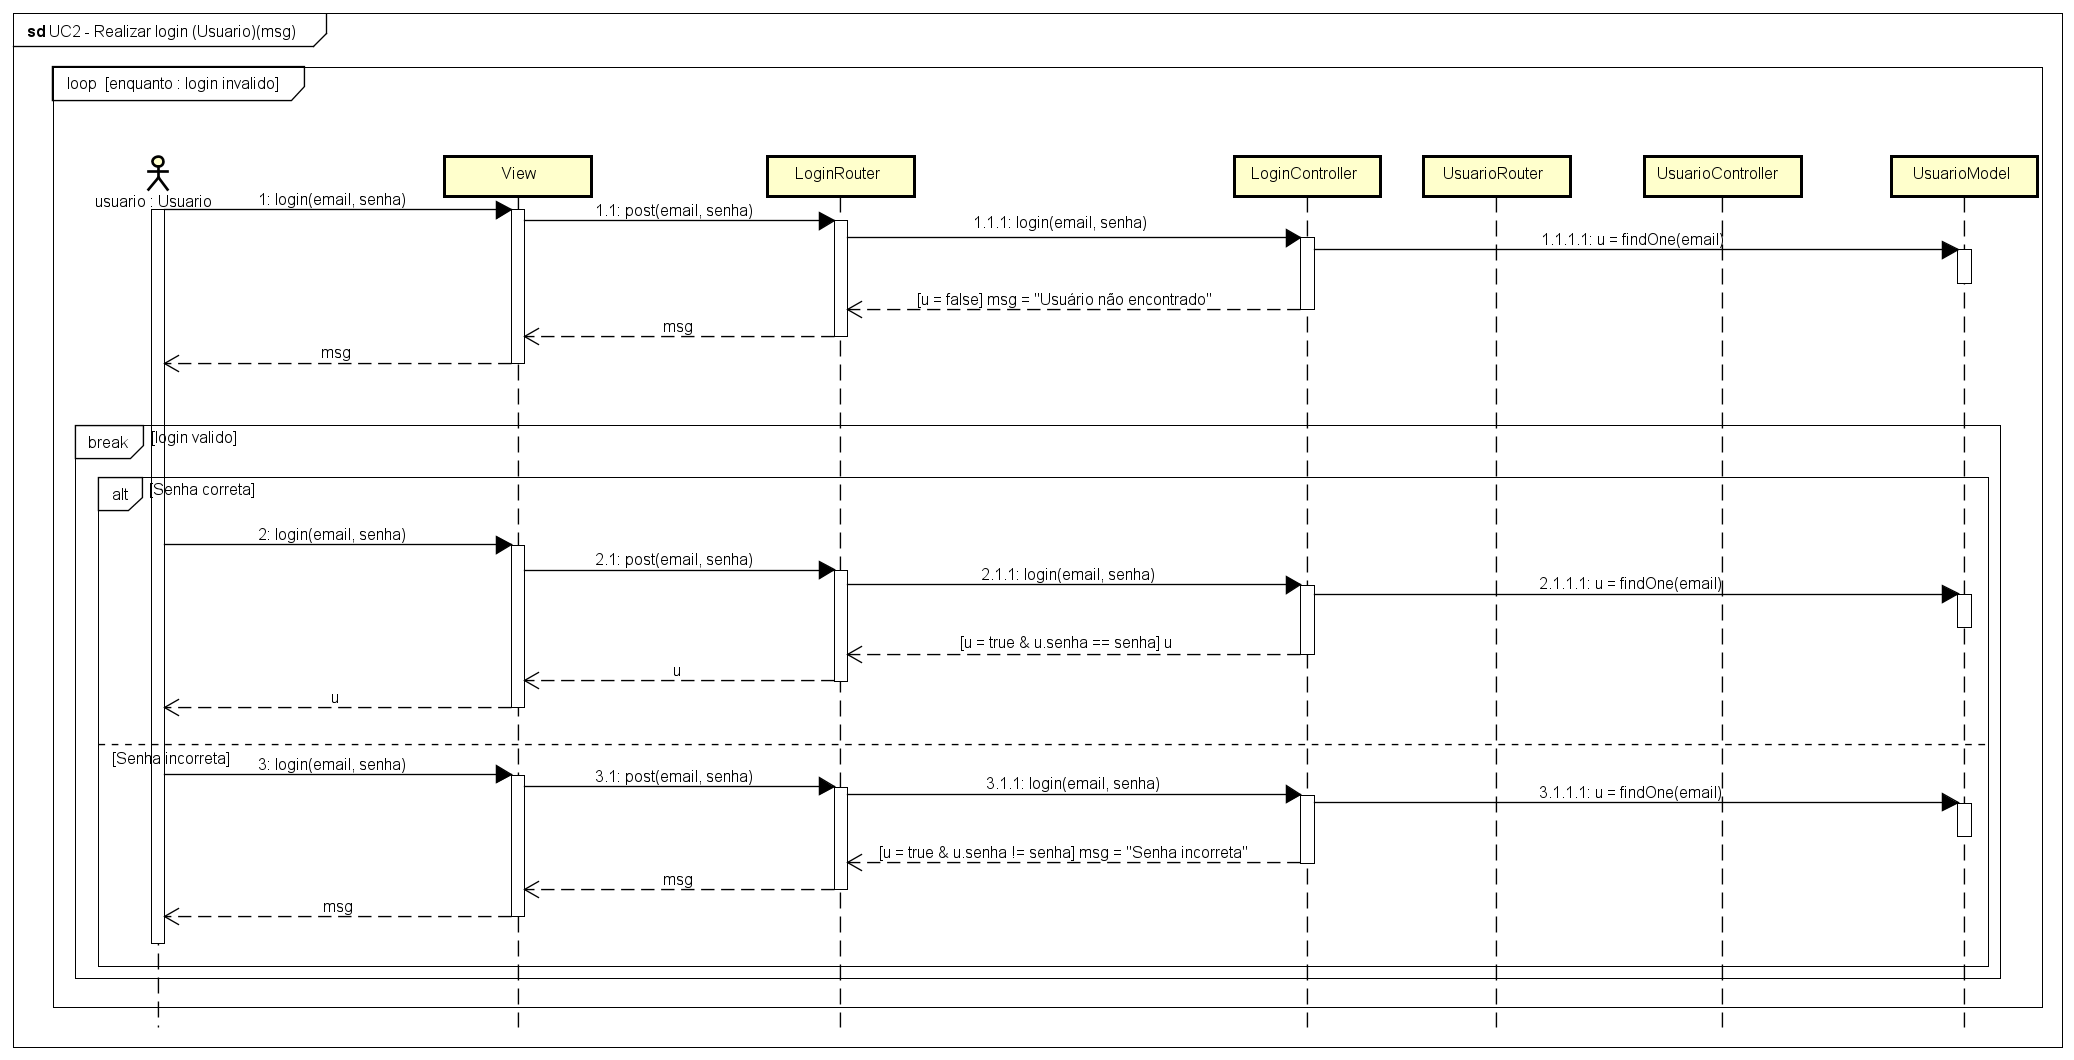 sd UC2 - Realizar login (Usuario)(msg)
loop [enquanto : login invalido]
usuario : Usuario
View
LoginRouter
LoginController
UsuarioRouter
UsuarioController
UsuarioModel
1: login(email, senha)
1.1: post(email, senha)
1.1.1: login(email, senha)
1.1.1.1: u = findOne(email)
[u = false] msg = "Usuário não encontrado"
msg
msg
break [login valido]
alt [Senha correta]
2: login(email, senha)
2.1: post(email, senha)
2.1.1: login(email, senha)
2.1.1.1: u = findOne(email)
[u = true & u.senha == senha] u
u
u
[Senha incorreta]
3: login(email, senha)
3.1: post(email, senha)
3.1.1: login(email, senha)
3.1.1.1: u = findOne(email)
[u = true & u.senha != senha] msg = "Senha incorreta"
msg
msg